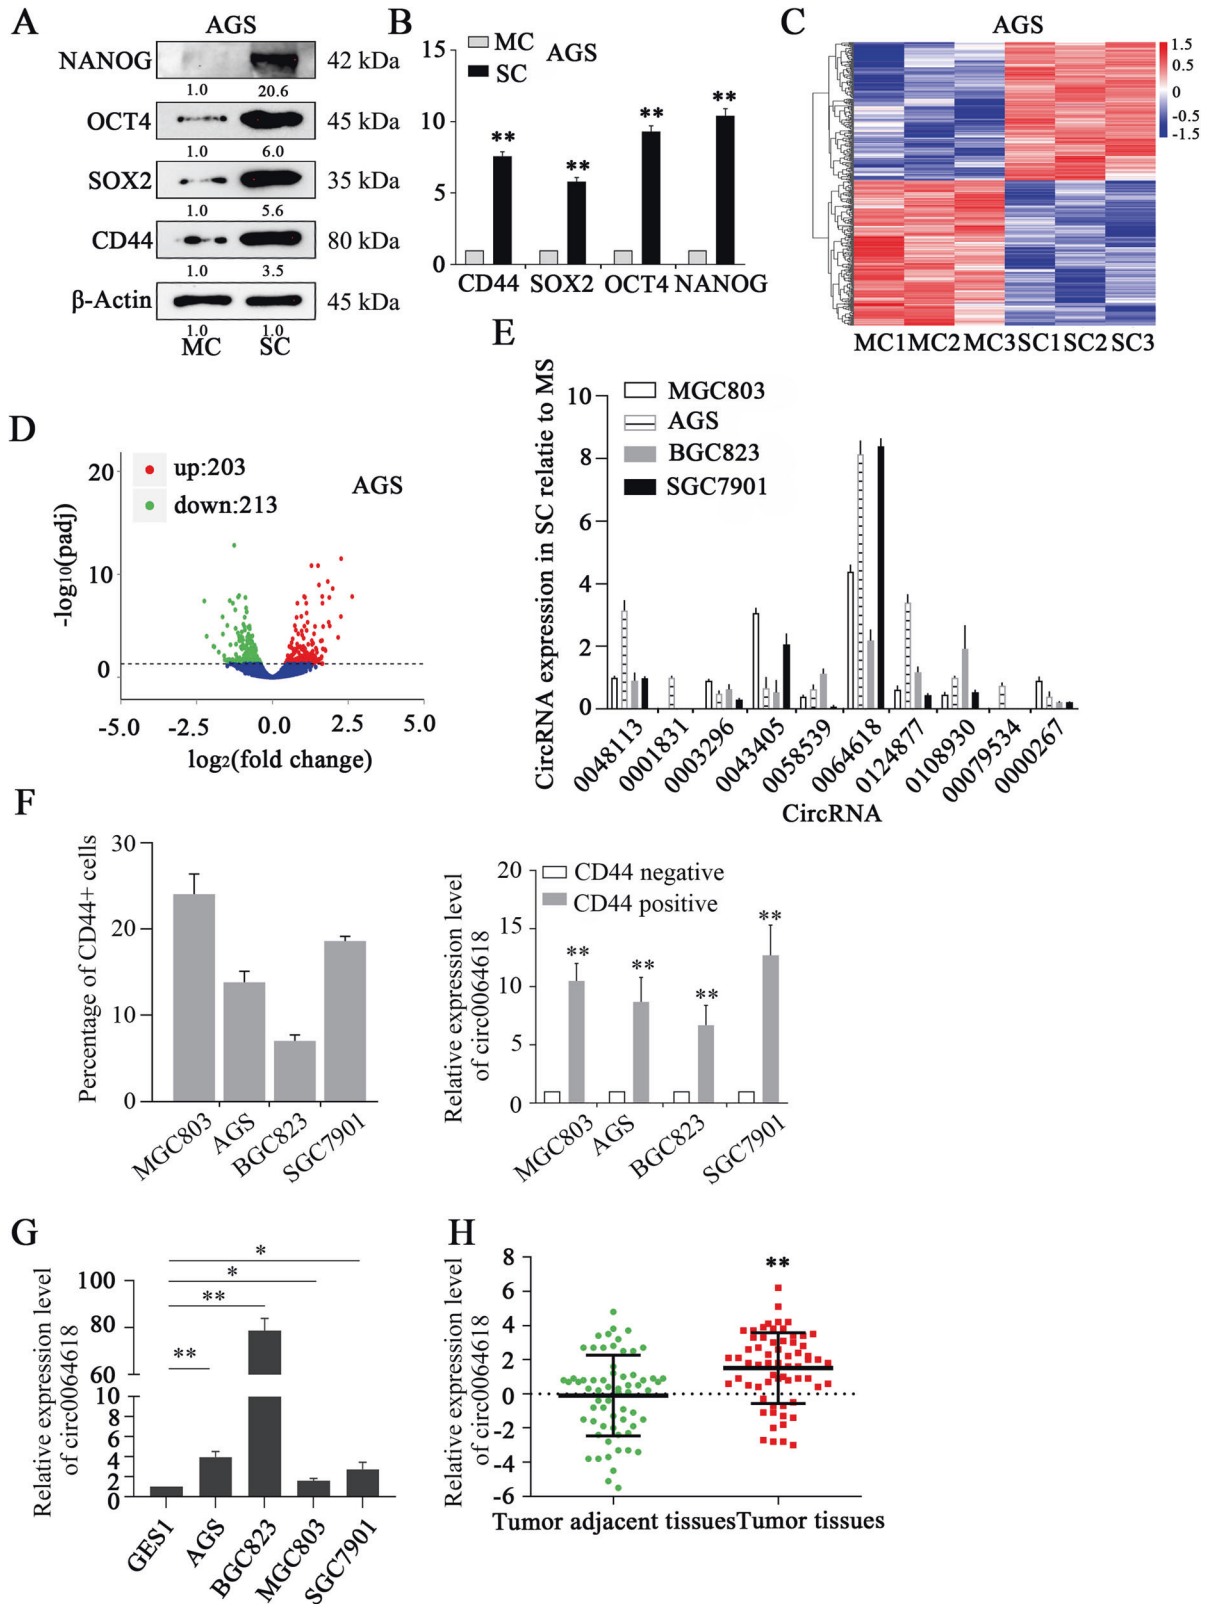 A
AGS
NANOG
42 kDa
1.0 20.6
OCT4
45 kDa
1.0 6.0
SOX2
35 kDa
1.0 5.6
CD44
80 kDa
1.0 3.5
β-Actin
45 kDa
1.0 1.0
MC SC
B
AGS
MC
SC
15
10
5
0
**
**
**
**
CD44 SOX2 OCT4 NANOG
C
AGS
1.5
0.5
0
-0.5
-1.5
MC1 MC2 MC3 SC1 SC2 SC3
D
up:203
down:213
AGS
-log10(padj)
20
10
0
-5.0 -2.5 0.0 2.5 5.0
log2(fold change)
E
CircRNA expression in SC relatie to MS
MGC803
AGS
BGC823
SGC7901
10
8
6
4
2
0
0048113
0001831
0003296
0043405
0058539
0064618
0124877
0108930
00079534
0000267
CircRNA
F
Percentage of CD44+ cells
30
20
10
0
MGC803
AGS
BGC823
SGC7901
Relative expression level
of circ0064618
CD44 negative
CD44 positive
20
15
10
5
0
**
**
**
**
MGC803
AGS
BGC823
SGC7901
G
Relative expression level
of circ0064618
*
*
**
**
100
80
60
10
8
6
4
2
0
GES1
AGS
BGC823
MGC803
SGC7901
H
Relative expression level
of circ0064618
8
6
4
2
0
-2
-4
-6
**
Tumor adjacent tissues Tumor tissues